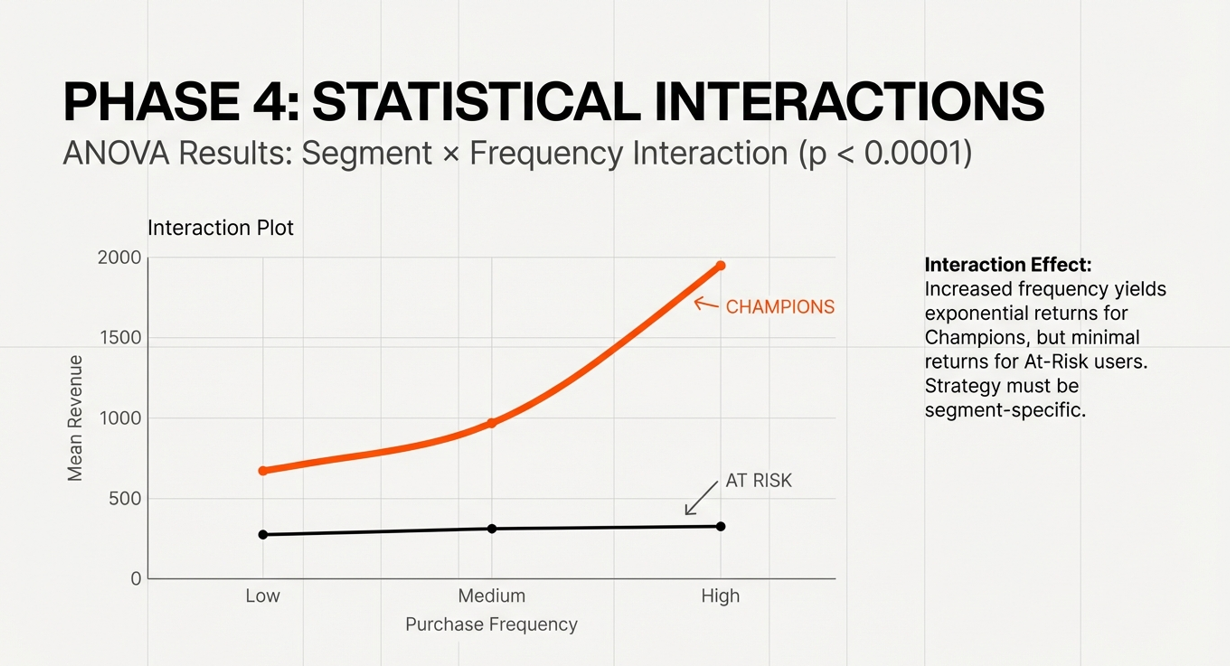 PHASE 4: STATISTICAL INTERACTIONS
ANOVA Results: Segment × Frequency Interaction (p < 0.0001)
Interaction Plot
2000
1500
1000
500
0
Mean Revenue
CHAMPIONS
AT RISK
Low
Medium
High
Purchase Frequency
Interaction Effect:
Increased frequency yields
exponential returns for
Champions, but minimal
returns for At-Risk users.
Strategy must be
segment-specific.